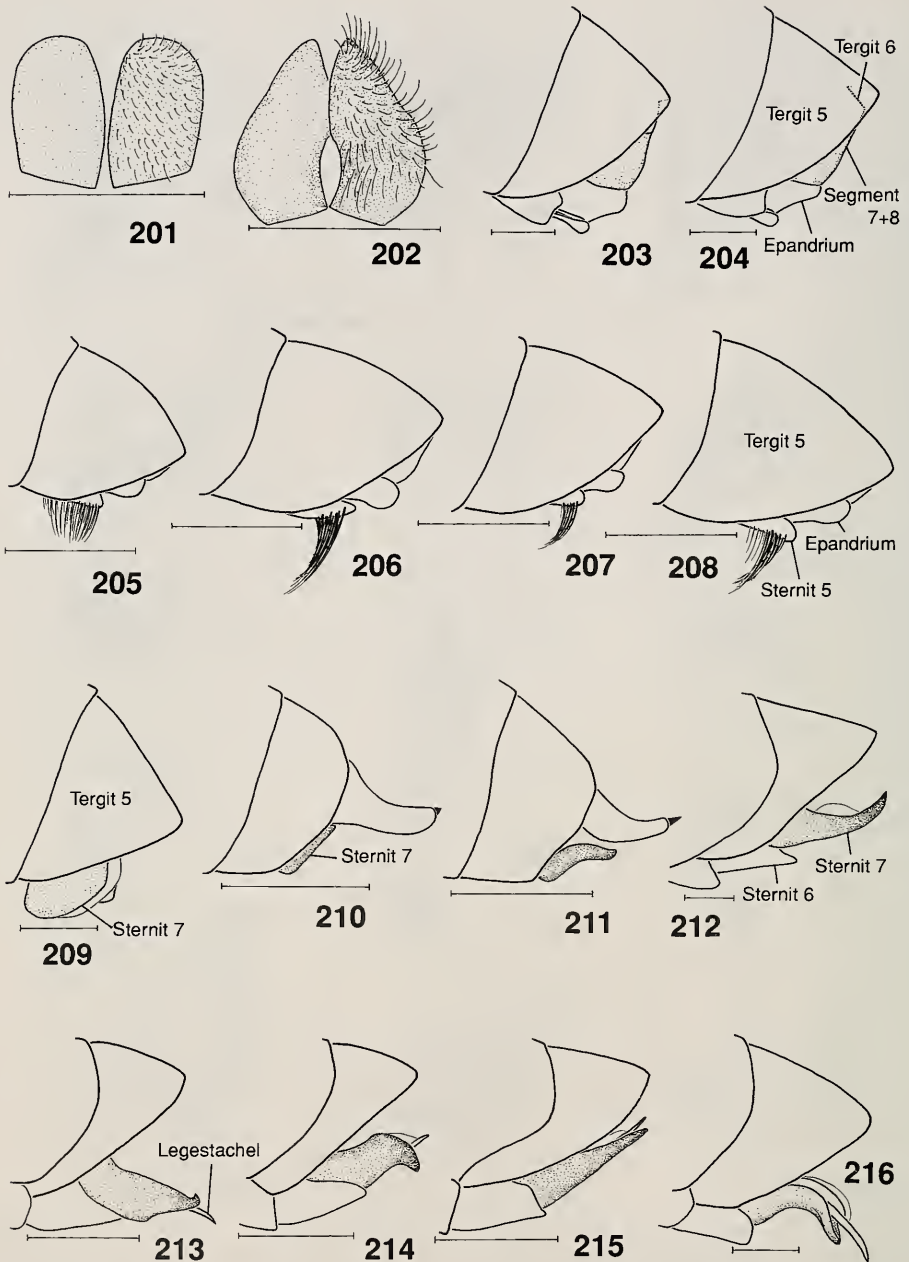 201
202
203
Tergit 6
Tergit 5
Segment
7+8
Epandrium
204
205
206
207
Tergit 5
Epandrium
Sternit 5
208
Tergit 5
Sternit 7
209
Sternit 7
210
211
Sternit 7
Sternit 6
212
Legestachel
213
214
215
216